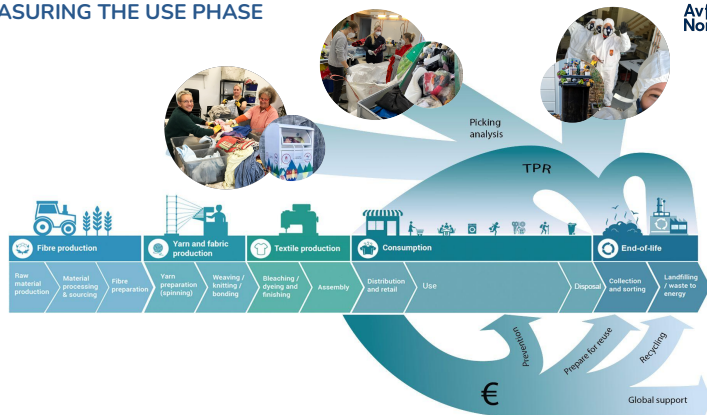 ASURING THE USE PHASE
Avf
Nor
Picking
analysis
TPR
Fibre production
Yarn and fabric
production
Textile production
Consumption
End-of-life
Raw
material
production
Material
processing
& sourcing
Fibre
preparation
Yarn
preparation
(spinning)
Weaving /
knitting /
bonding
Bleaching /
dyeing and
finishing
Assembly
Distribution
and retail
Use
Disposal
Collection
and sorting
Landfilling
/ waste to
energy
Prevention
Prepare for reuse
Recycling
€
Global support